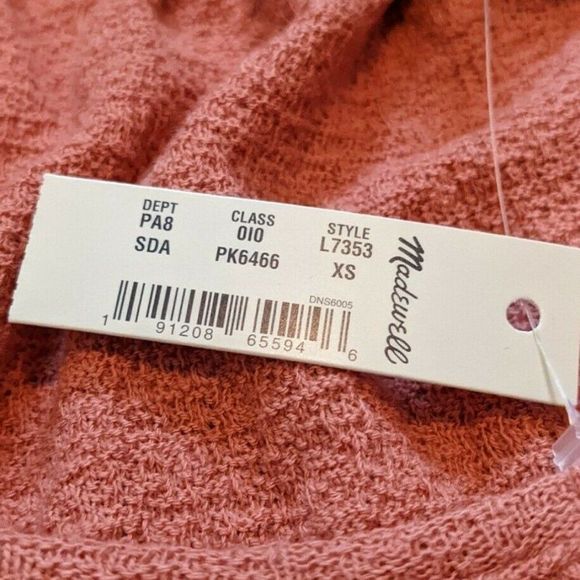 DEPT CLASS STYLE
PA8 010 L7353
SDA PK6466 XS
DNS6005
1 91208 65594 6
Madewell